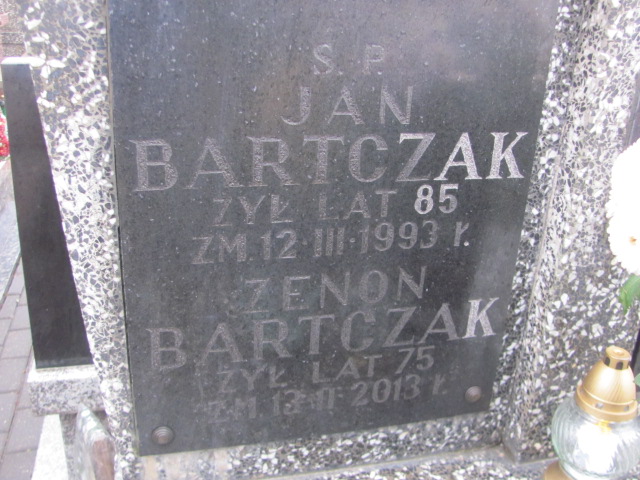 Ś.P.
JAN
BARTCZAK
ŻYŁ LAT 85
ZM. 12·III·1993 r.
ZENON
BARTCZAK
ŻYŁ LAT 75
ZM. 13·II·2013 r.